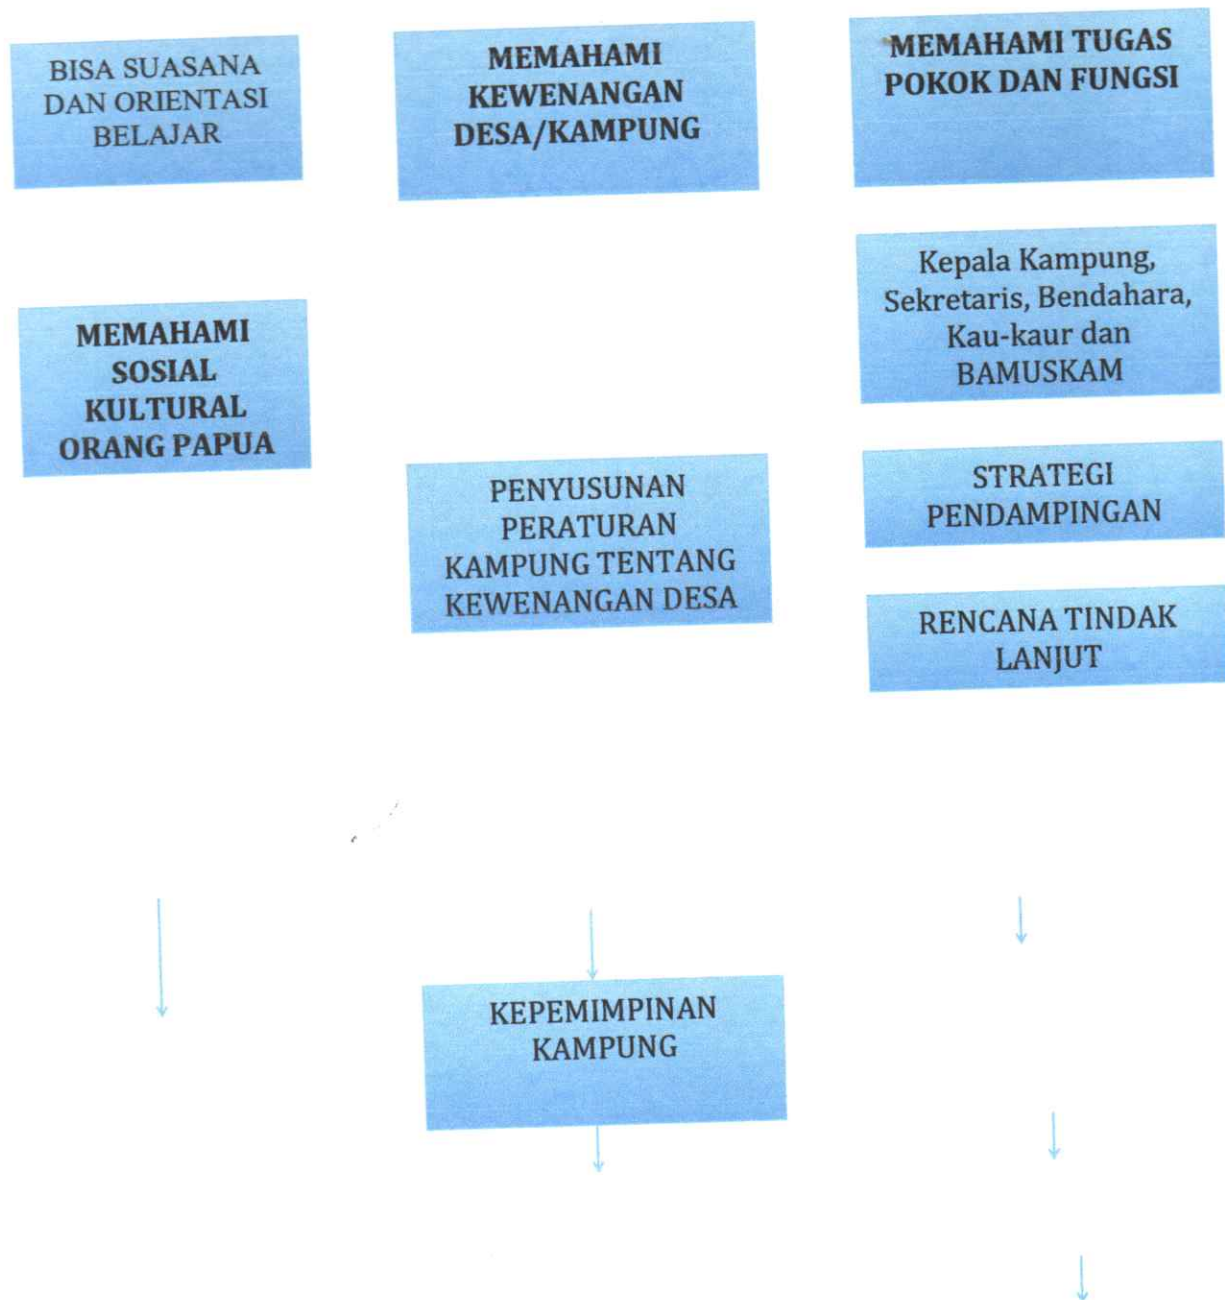 BISA SUASANA
DAN ORIENTASI
BELAJAR
MEMAHAMI
SOSIAL
KULTURAL
ORANG PAPUA
MEMAHAMI
KEWENANGAN
DESA/KAMPUNG
PENYUSUNAN
PERATURAN
KAMPUNG TENTANG
KEWENANGAN DESA
KEPEMIMPINAN
KAMPUNG
MEMAHAMI TUGAS
POKOK DAN FUNGSI
Kepala Kampung,
Sekretaris, Bendahara,
Kau-kaur dan
BAMUSKAM
STRATEGI
PENDAMPINGAN
RENCANA TINDAK
LANJUT